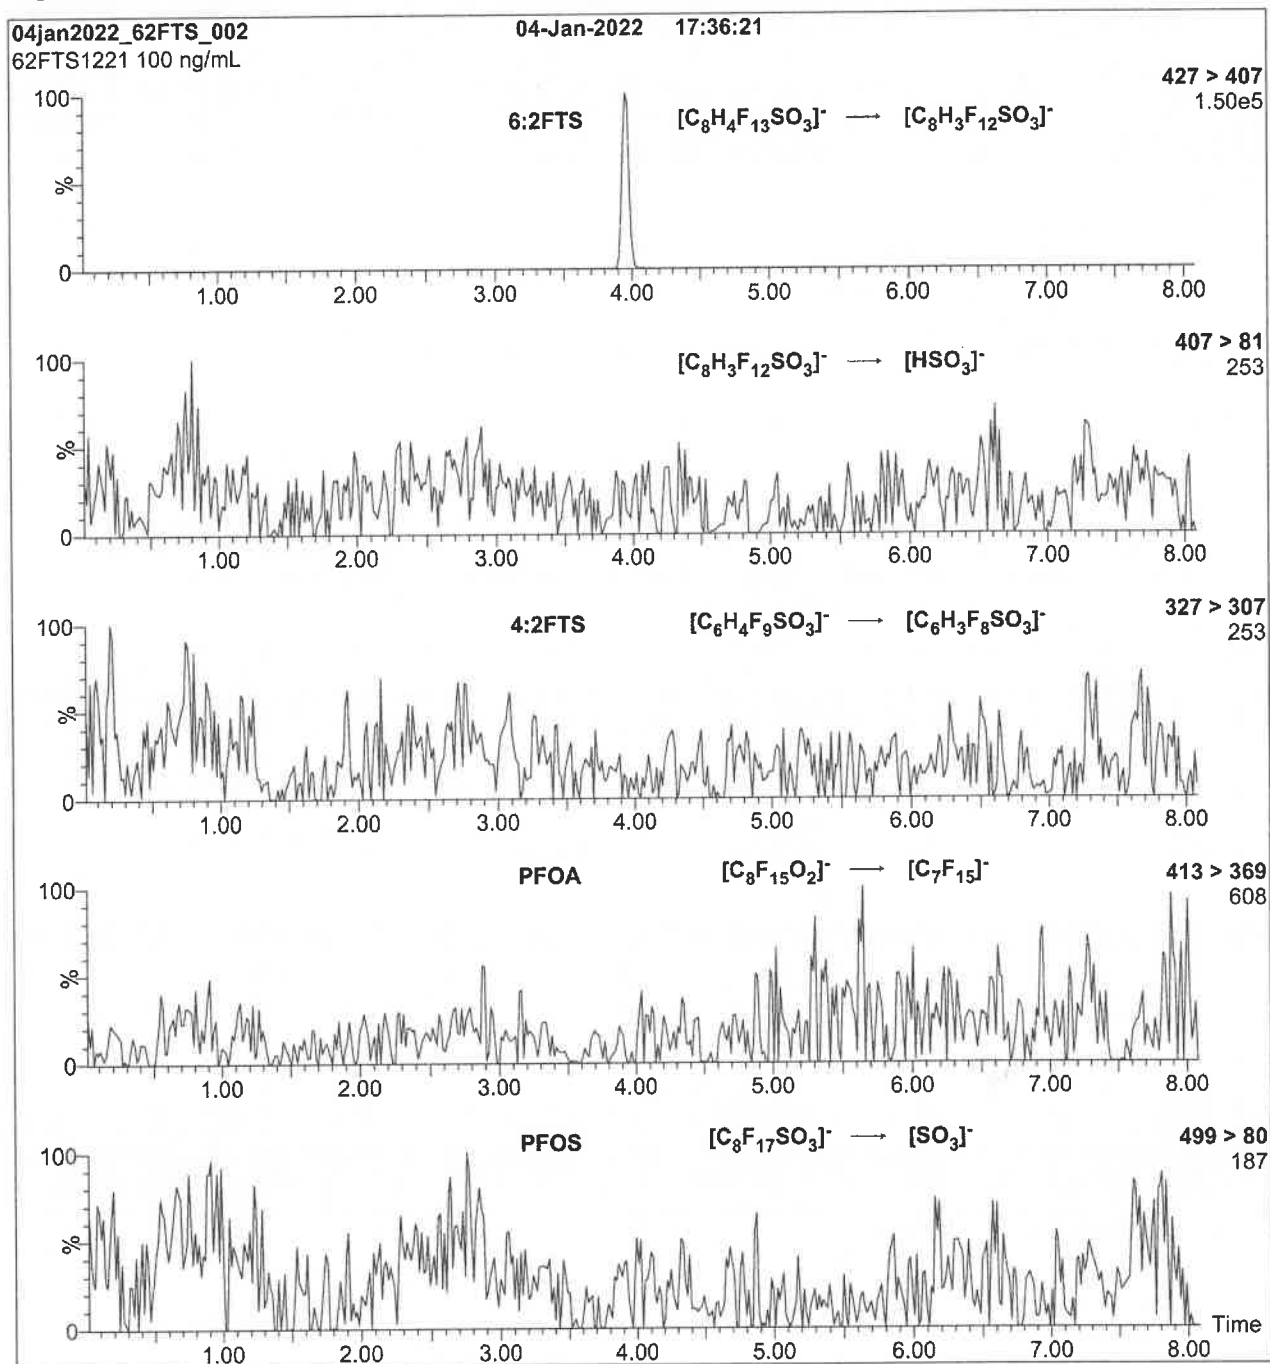 04jan2022_62FTS_002 04-Jan-2022 17:36:21
62FTS1221 100 ng/mL
427 > 407
1.50e5
6:2FTS [C₈H₄F₁₃SO₃]⁻ ⟶ [C₈H₃F₁₂SO₃]⁻
100
%
0
1.00 2.00 3.00 4.00 5.00 6.00 7.00 8.00
407 > 81
253
[C₈H₃F₁₂SO₃]⁻ ⟶ [HSO₃]⁻
100
%
0
1.00 2.00 3.00 4.00 5.00 6.00 7.00 8.00
327 > 307
253
4:2FTS [C₆H₄F₉SO₃]⁻ ⟶ [C₆H₃F₈SO₃]⁻
100
%
0
1.00 2.00 3.00 4.00 5.00 6.00 7.00 8.00
413 > 369
608
PFOA [C₈F₁₅O₂]⁻ ⟶ [C₇F₁₅]⁻
100
%
0
1.00 2.00 3.00 4.00 5.00 6.00 7.00 8.00
499 > 80
187
PFOS [C₈F₁₇SO₃]⁻ ⟶ [SO₃]⁻
100
%
0 Time
1.00 2.00 3.00 4.00 5.00 6.00 7.00 8.00